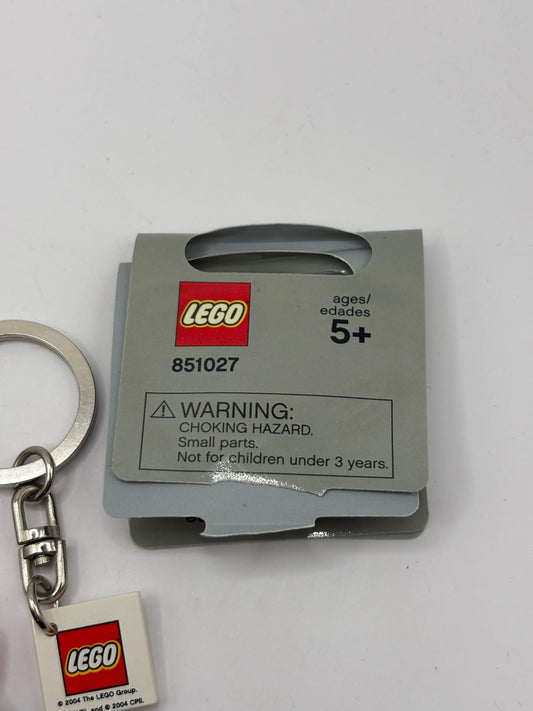 LEGO
ages/
edades
5+
851027
WARNING:
CHOKING HAZARD.
Small parts.
Not for children under 3 years.
LEGO
© 2004 The LEGO Group.
and © 2004 CPII.